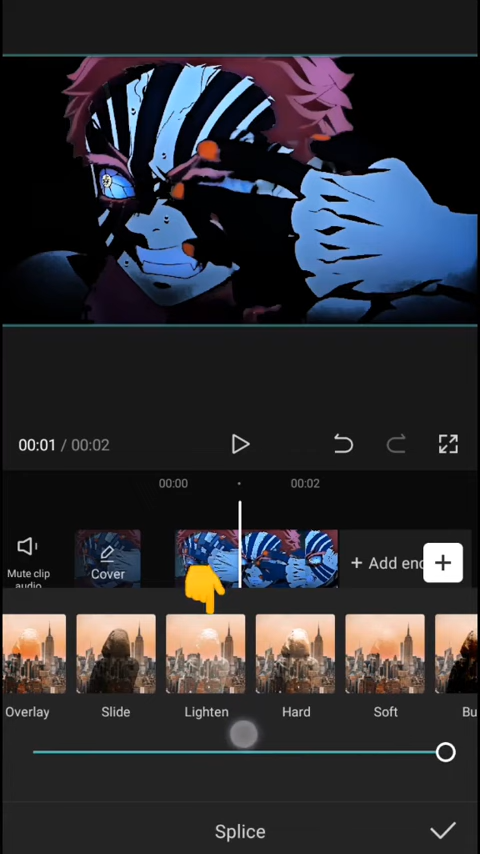 00:01 / 00:02
00:00
00:02
Mute clip
audio
Cover
+ Add end
Overlay
Slide
Lighten
Hard
Soft
Bu
Splice